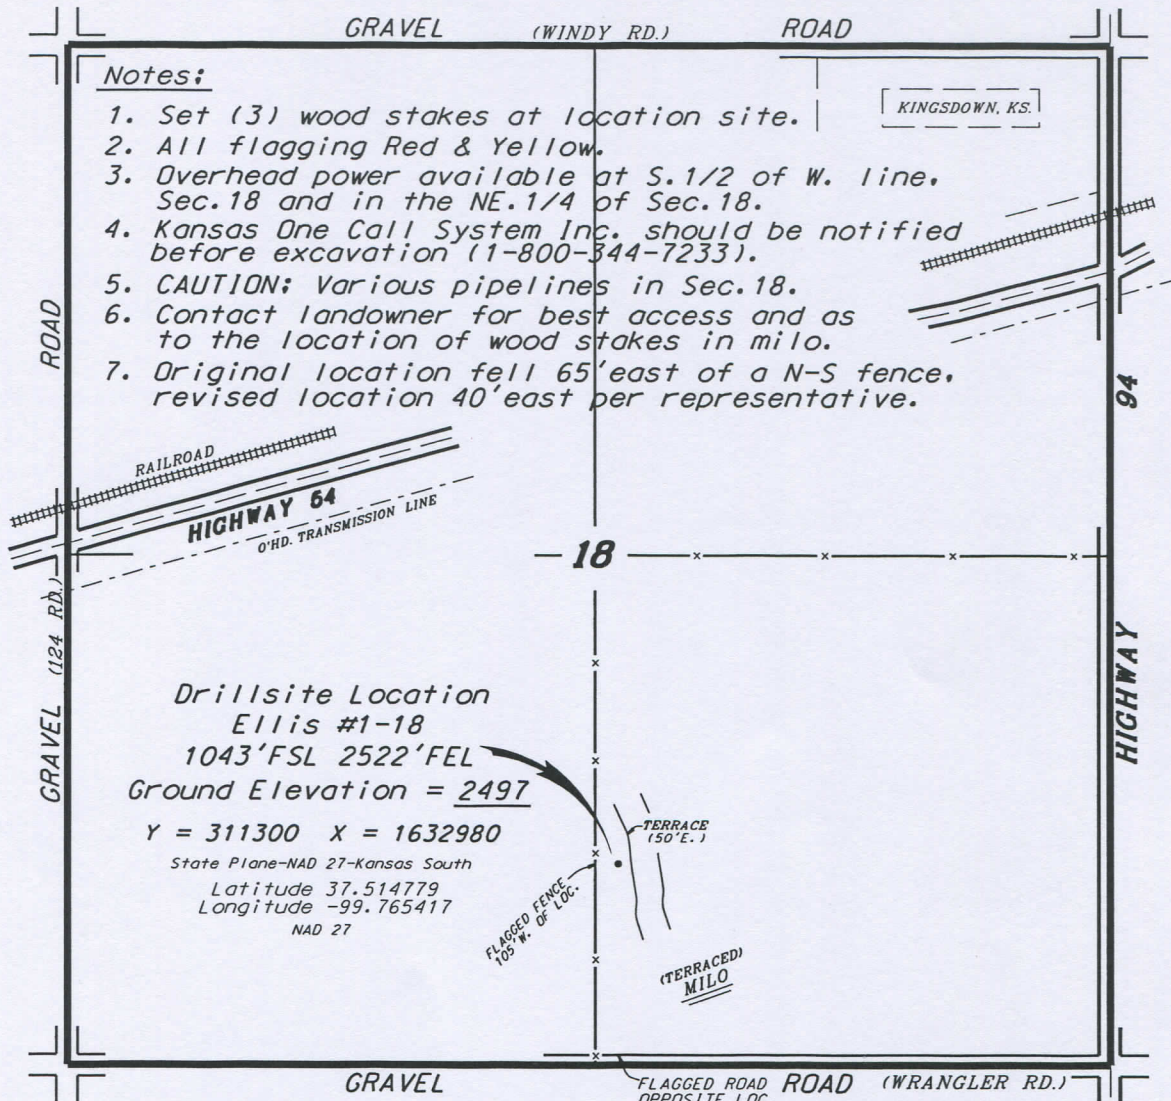 GRAVEL (WINDY RD.) ROAD
Notes:
KINGSDOWN, KS.
1. Set (3) wood stakes at location site.
2. All flagging Red & Yellow.
3. Overhead power available at S.1/2 of W. line,
Sec.18 and in the NE.1/4 of Sec.18.
4. Kansas One Call System Inc. should be notified
before excavation (1-800-344-7233).
5. CAUTION: Various pipelines in Sec.18.
6. Contact landowner for best access and as
to the location of wood stakes in milo.
7. Original location fell 65'east of a N-S fence,
revised location 40'east per representative.
ROAD
94
RAILROAD
HIGHWAY 54
O'HD. TRANSMISSION LINE
18
GRAVEL (124 RD.)
HIGHWAY
Drillsite Location
Ellis #1-18
1043'FSL 2522'FEL
Ground Elevation = 2497
Y = 311300 X = 1632980
State Plane-NAD 27-Kansas South
Latitude 37.514779
Longitude -99.765417
NAD 27
TERRACE
(50'E.)
FLAGGED FENCE
105'W. OF LOC.
(TERRACED)
MILO
GRAVEL ROAD (WRANGLER RD.)
FLAGGED ROAD
OPPOSITE LOC.